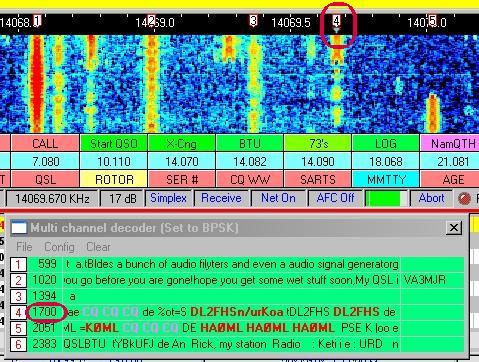 14068. 1 2 14069.0 3 14069.5 4 14070.0 5
CALL Start QSO X-Cng BTU 73's LOG NamQTH
7.080 10.110 14.070 14.082 14.090 18.068 21.081
QSL ROTOR SER # CQ WW SARTS MMTTY AGE
14069.670 KHz 17 dB Simplex Receive Net On AFC Off Abort
Multi channel decoder (Set to BPSK)
File Config Clear
1 599 t a.tBldes a bunch of audio filyters and even a audio signal generatorg
2 1020 you go before you are gone!hope you get some wet stuff soon.My QSL i VA3MJR
3 1394 a
4 1700 ae CQ CQ CQ de %ot=S DL2FHSn/urKoa tDL2FHS DL2FHS de
5 2051 ML =KØML CQ CQ CQ DE HAØML HAØML HAØML PSE K loo e
6 2383 QSLBTU tYBkUFJ de An Rick, my station Radio : Keti i e : URD n